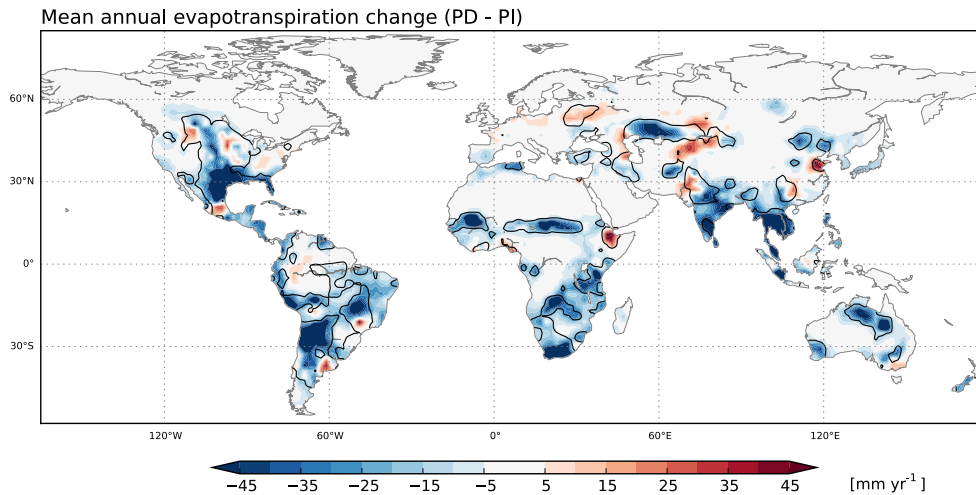 Mean annual evapotranspiration change (PD - PI)
60°N
30°N
0°
30°S
120°W 60°W 0° 60°E 120°E
−45 −35 −25 −15 −5 5 15 25 35 45 [mm yr⁻¹]